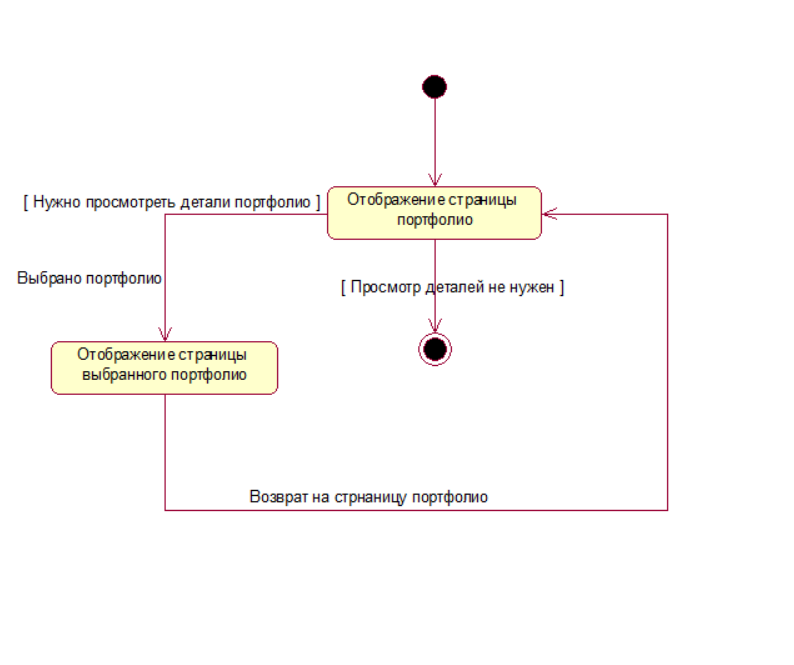 [ Нужно просмотреть детали портфолио ]
Отображение страницы
портфолио
Выбрано портфолио
[ Просмотр деталей не нужен ]
Отображение страницы
выбранного портфолио
Возврат на стрнаницу портфолио